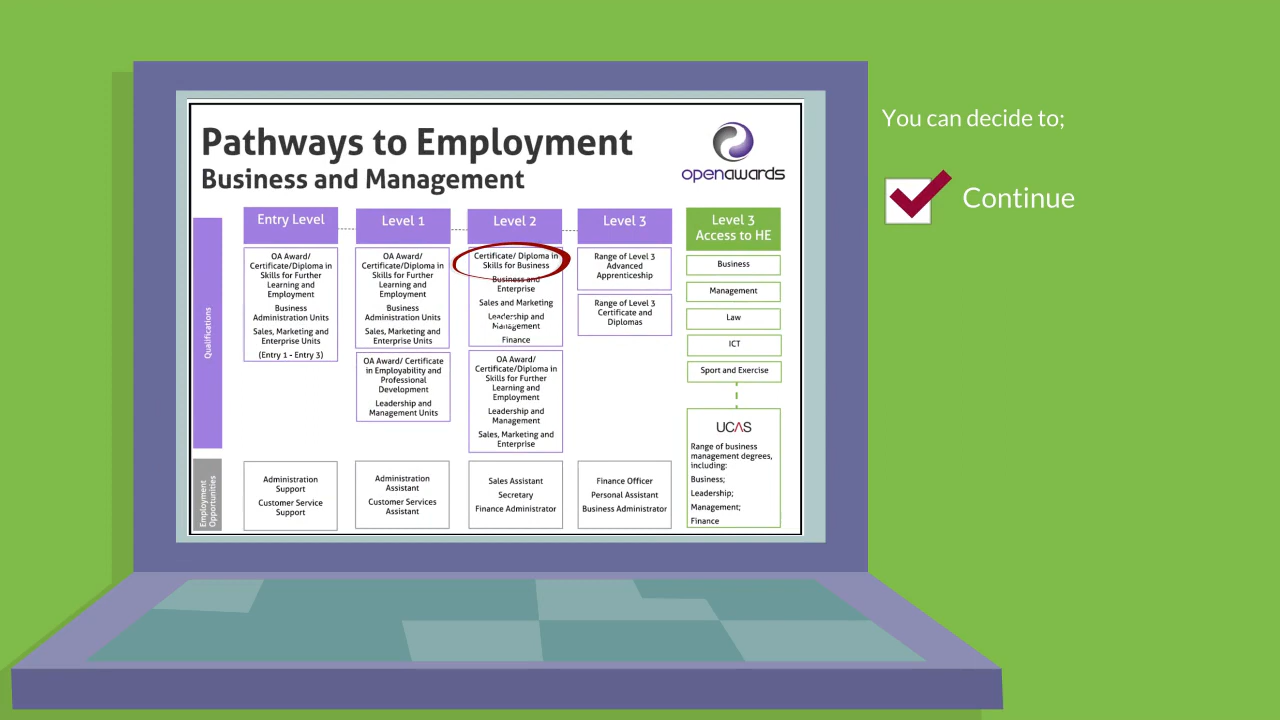 You can decide to;
Continue
Pathways to Employment
Business and Management
openawards
Qualifications
Entry Level
OA Award/
Certificate/Diploma in
Skills for Further
Learning and
Employment
Business
Administration Units
Sales, Marketing and
Enterprise Units
(Entry 1 - Entry 3)
Level 1
OA Award/
Certificate/Diploma in
Skills for Further
Learning and
Employment
Business
Administration Units
Sales, Marketing and
Enterprise Units
OA Award/ Certificate
in Employability and
Professional
Development
Leadership and
Management Units
Level 2
Certificate/ Diploma in
Skills for Business
Business and
Enterprise
Sales and Marketing
Leadership and
Management
Finance
OA Award/
Certificate/Diploma in
Skills for Further
Learning and
Employment
Leadership and
Management
Sales, Marketing and
Enterprise
Level 3
Range of Level 3
Advanced
Apprenticeship
Range of Level 3
Certificate and
Diplomas
Level 3
Access to HE
Business
Management
Law
ICT
Sport and Exercise
UCAS
Range of business
management degrees,
including:
Business;
Leadership;
Management;
Finance
Employment
Opportunities
Administration
Support
Customer Service
Support
Administration
Assistant
Customer Services
Assistant
Sales Assistant
Secretary
Finance Administrator
Finance Officer
Personal Assistant
Business Administrator